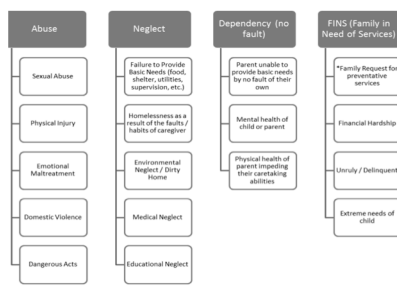 Abuse
Sexual Abuse
Physical Injury
Emotional
Maltreatment
Domestic Violence
Dangerous Acts
Neglect
Failure to Provide
Basic Needs (food,
shelter, utilities,
supervision, etc.)
Homelessness as a
result of the faults /
habits of caregiver
Environmental
Neglect / Dirty
Home
Medical Neglect
Educational Neglect
Dependency (no
fault)
Parent unable to
provide basic needs
by no fault of their
own
Mental health of
child or parent
Physical health of
parent impeding
their caretaking
abilities
FINS (Family in
Need of Services)
*Family Request for
preventative
services
Financial Hardship
Unruly / Delinquent
Extreme needs of
child